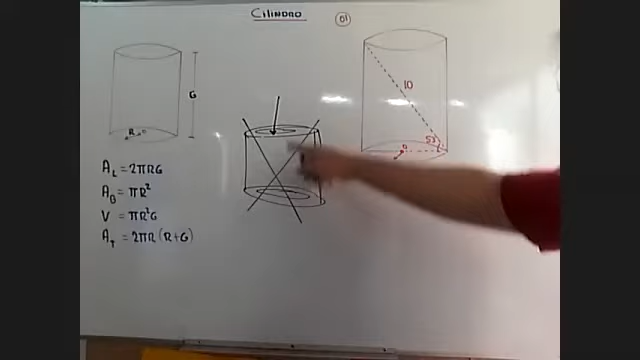 CILINDRO
01
G
R
A_L = 2πRG
A_B = πR²
V = πR²G
A_T = 2πR (R+G)
10
53°